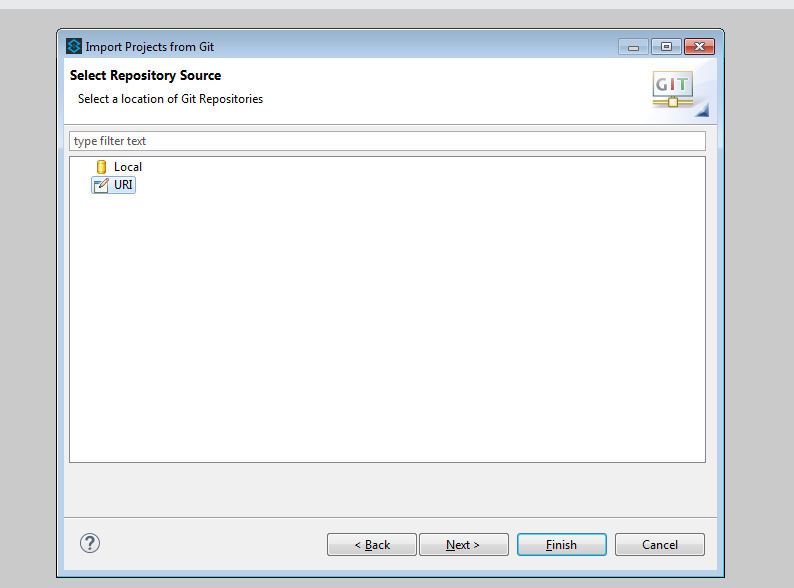 Import Projects from Git
Select Repository Source
Select a location of Git Repositories
GIT
type filter text
Local
URI
?
< Back
Next >
Finish
Cancel